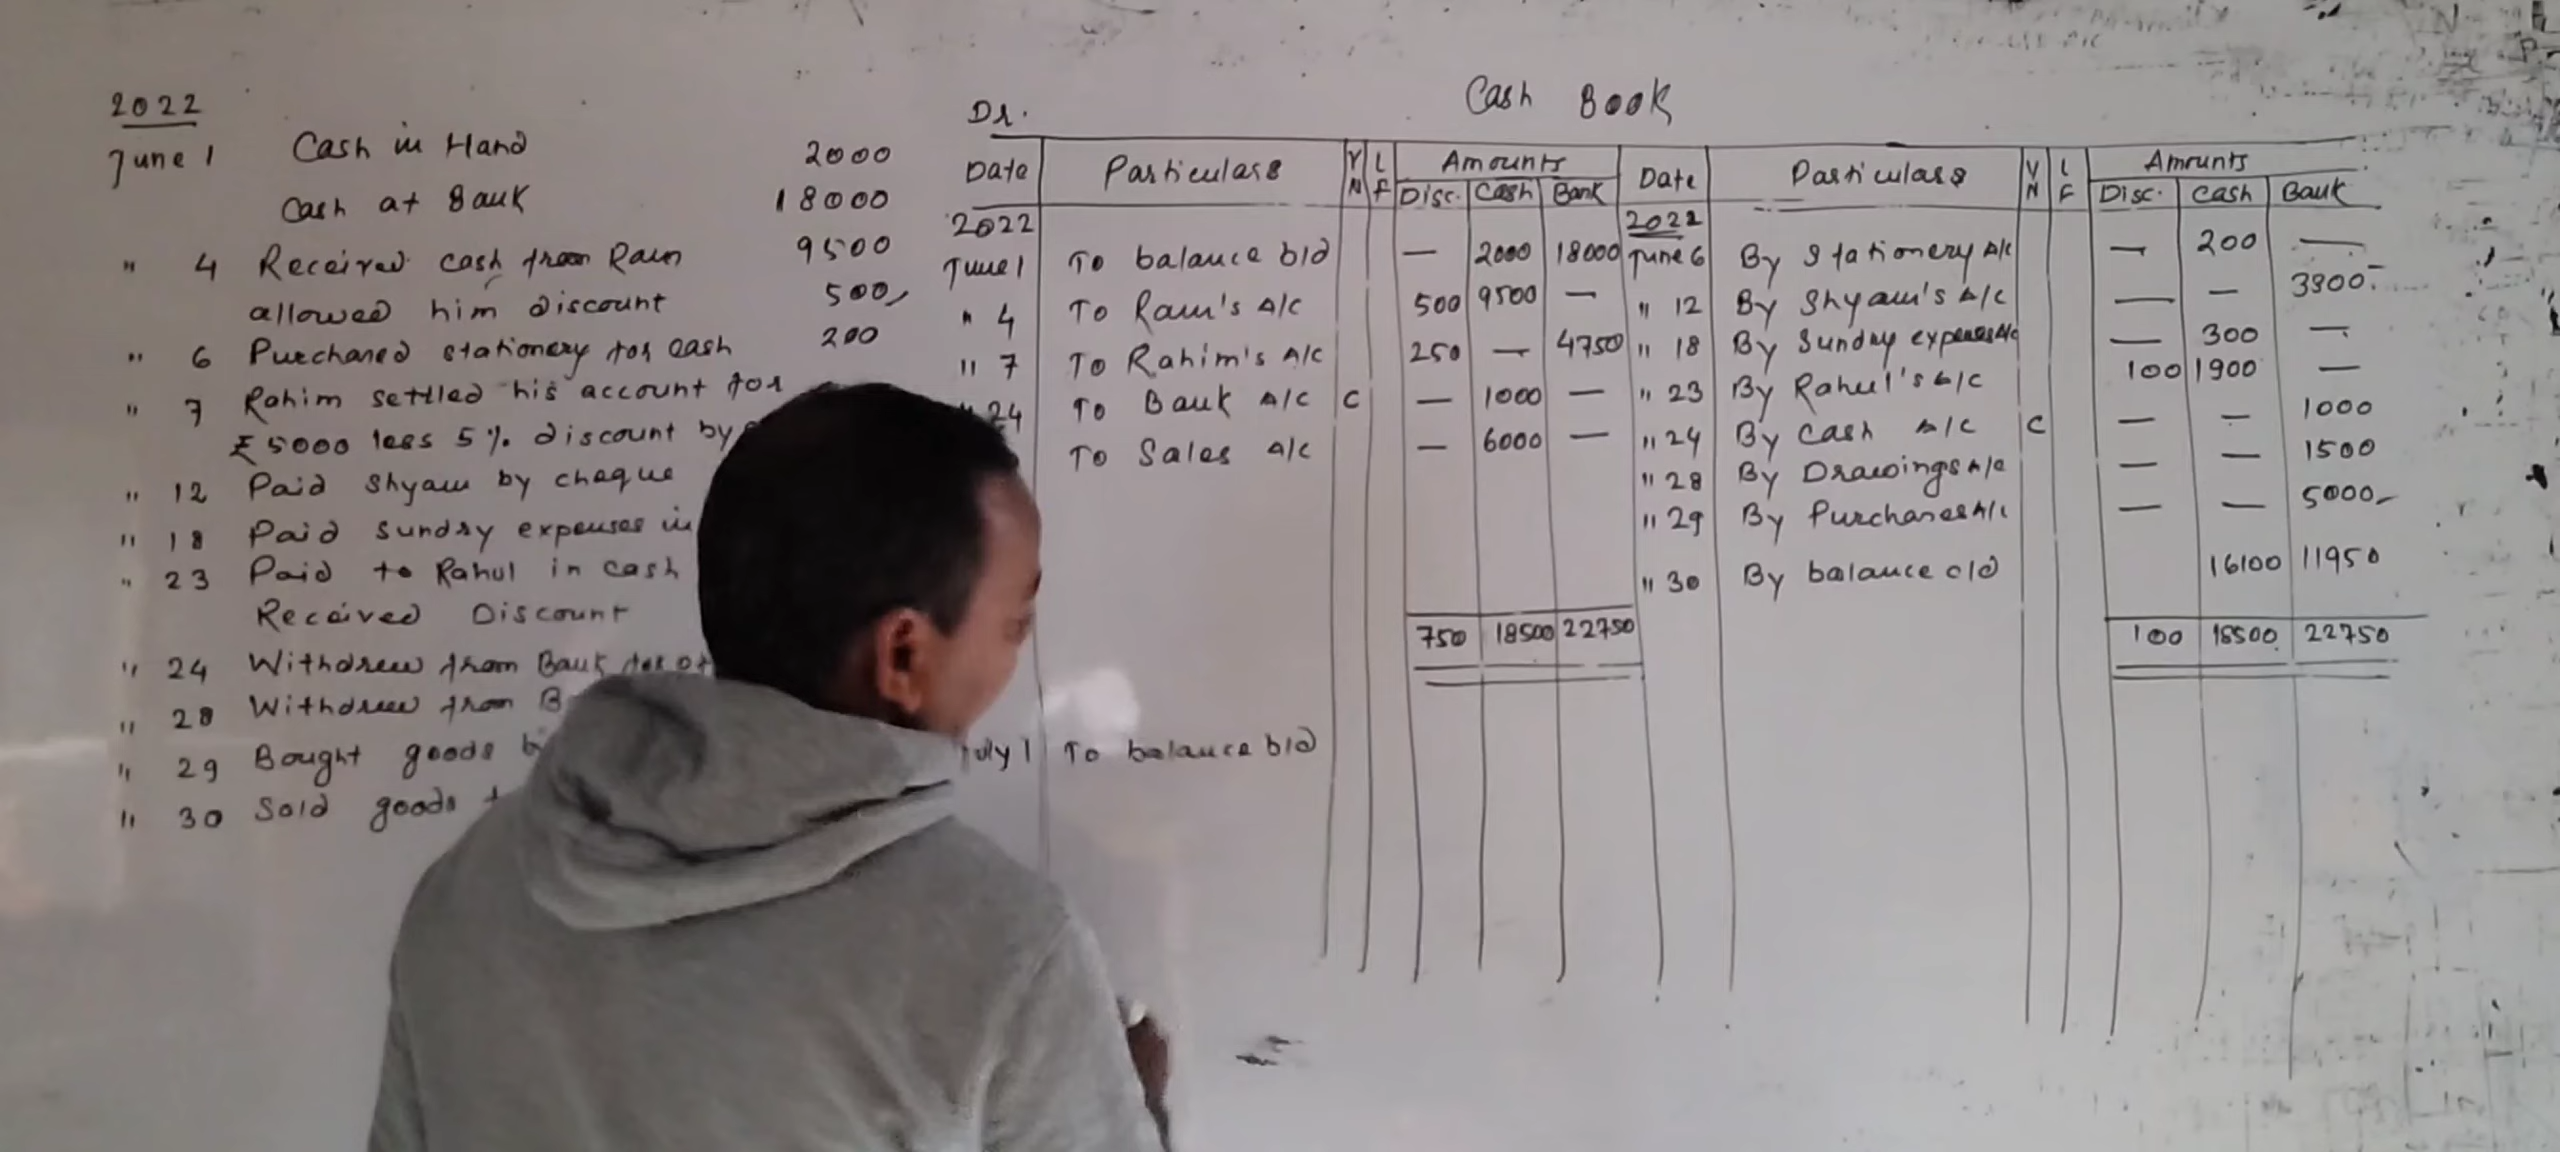 2022
June 1 Cash in Hand 2000
Cash at Bank 18000
" 4 Received cash from Ram 9500
allowed him discount 500
" 6 Purchased stationery for cash 200
" 7 Rahim settled his account for
₹ 5000 less 5% discount by
" 12 Paid Shyam by cheque
" 18 Paid sundry expenses in
" 23 Paid to Rahul in cash
Received Discount
" 24 Withdrew from Bank for of
" 28 Withdrew from B
" 29 Bought goods b
" 30 Sold goods
Cash Book
Dr.
Date Particulars VN LF Amounts Date Particulars VN LF Amounts
Disc. Cash Bank Disc. Cash Bank
2022 2022
June 1 To balance b/d — 2000 18000 June 6 By Stationery A/c — 200 —
" 4 To Ram's A/c 500 9500 — " 12 By Shyam's A/c — — 3300
" 7 To Rahim's A/c 250 — 4750 " 18 By Sundry expenses A/c — 300 —
" 24 To Bank A/c C — 1000 — " 23 By Rahul's A/c 100 1900 —
To Sales A/c — 6000 — " 24 By Cash A/c C — — 1000
" 28 By Drawings A/c — — 1500
" 29 By Purchases A/c — — 5000
" 30 By balance c/d 16100 11950
750 18500 22750 100 18500 22750
July 1 To balance b/d